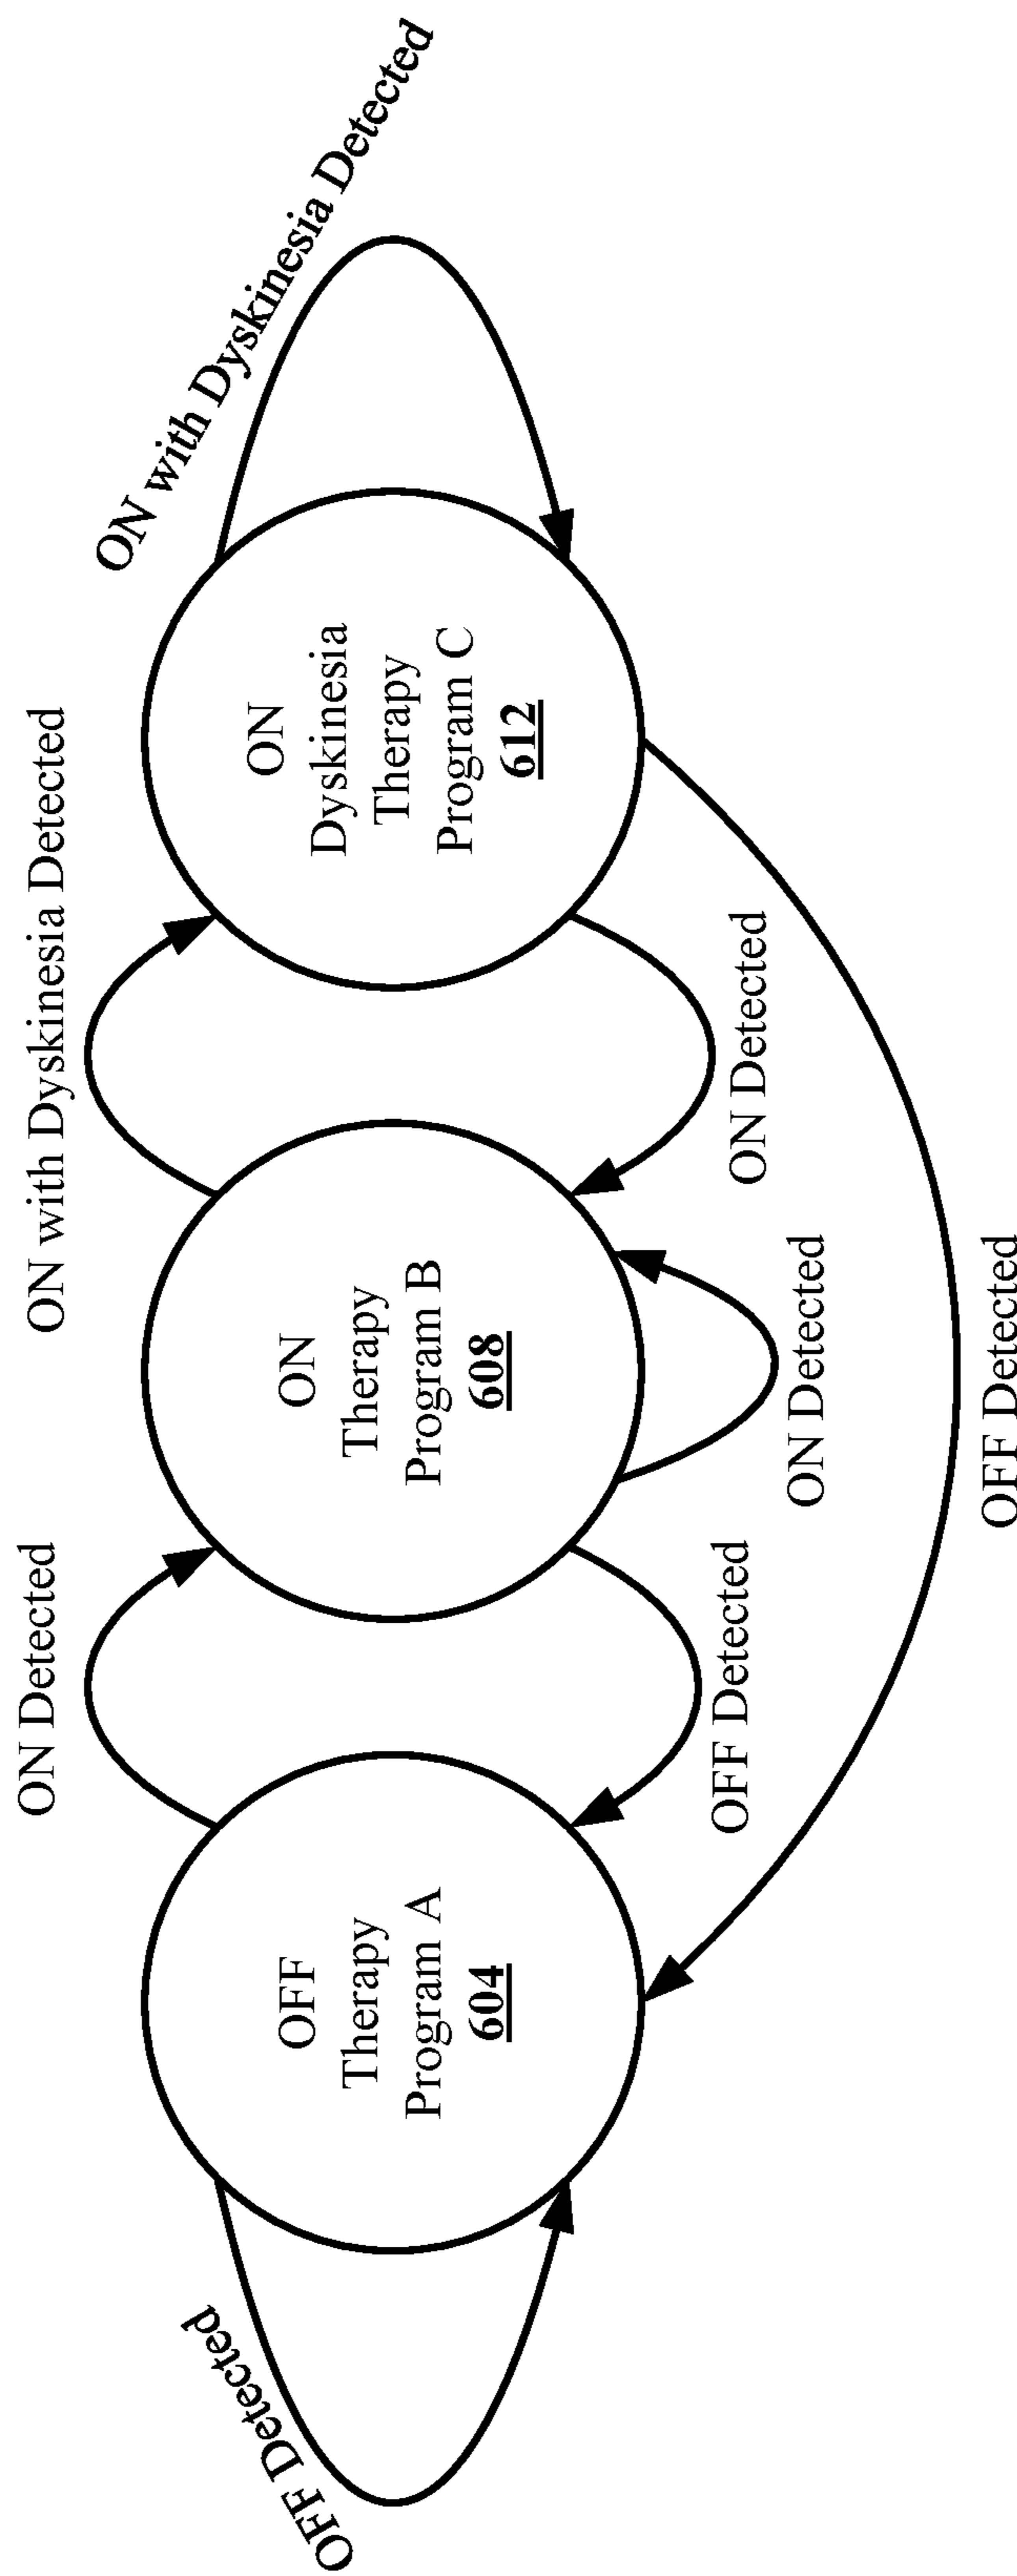 ON Detected
ON with Dyskinesia Detected
ON with Dyskinesia Detected
OFF Detected
OFF
Therapy
Program A
604
ON
Therapy
Program B
608
ON
Dyskinesia
Therapy
Program C
612
OFF Detected
ON Detected
ON Detected
OFF Detected